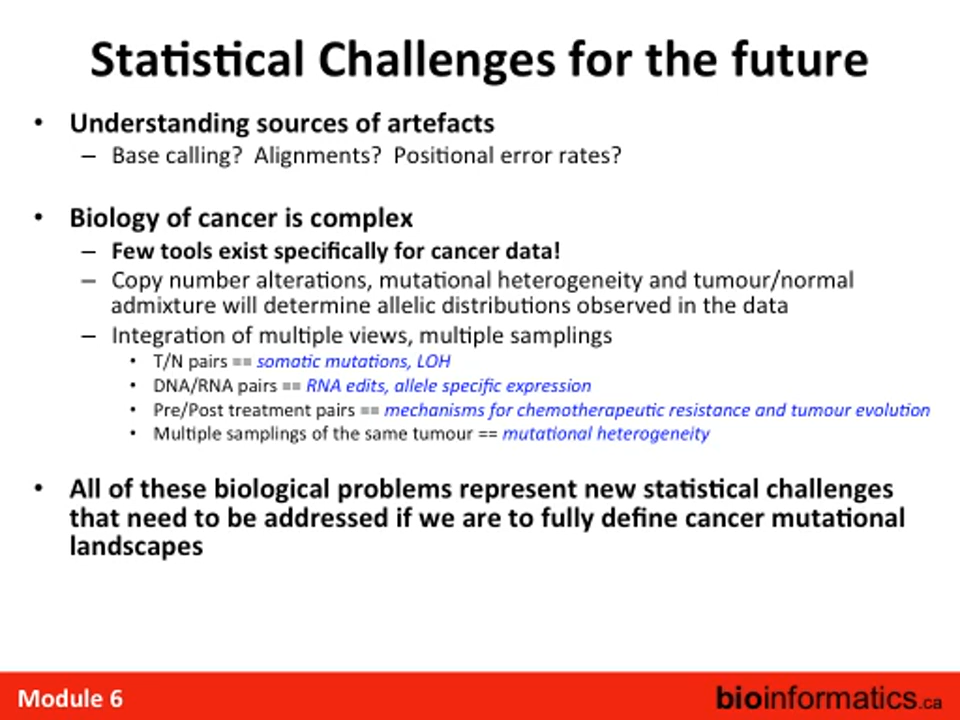 Statistical Challenges for the future
• Understanding sources of artefacts
– Base calling? Alignments? Positional error rates?
• Biology of cancer is complex
– Few tools exist specifically for cancer data!
– Copy number alterations, mutational heterogeneity and tumour/normal
admixture will determine allelic distributions observed in the data
– Integration of multiple views, multiple samplings
• T/N pairs == somatic mutations, LOH
• DNA/RNA pairs == RNA edits, allele specific expression
• Pre/Post treatment pairs == mechanisms for chemotherapeutic resistance and tumour evolution
• Multiple samplings of the same tumour == mutational heterogeneity
• All of these biological problems represent new statistical challenges
that need to be addressed if we are to fully define cancer mutational
landscapes
Module 6
bioinformatics.ca